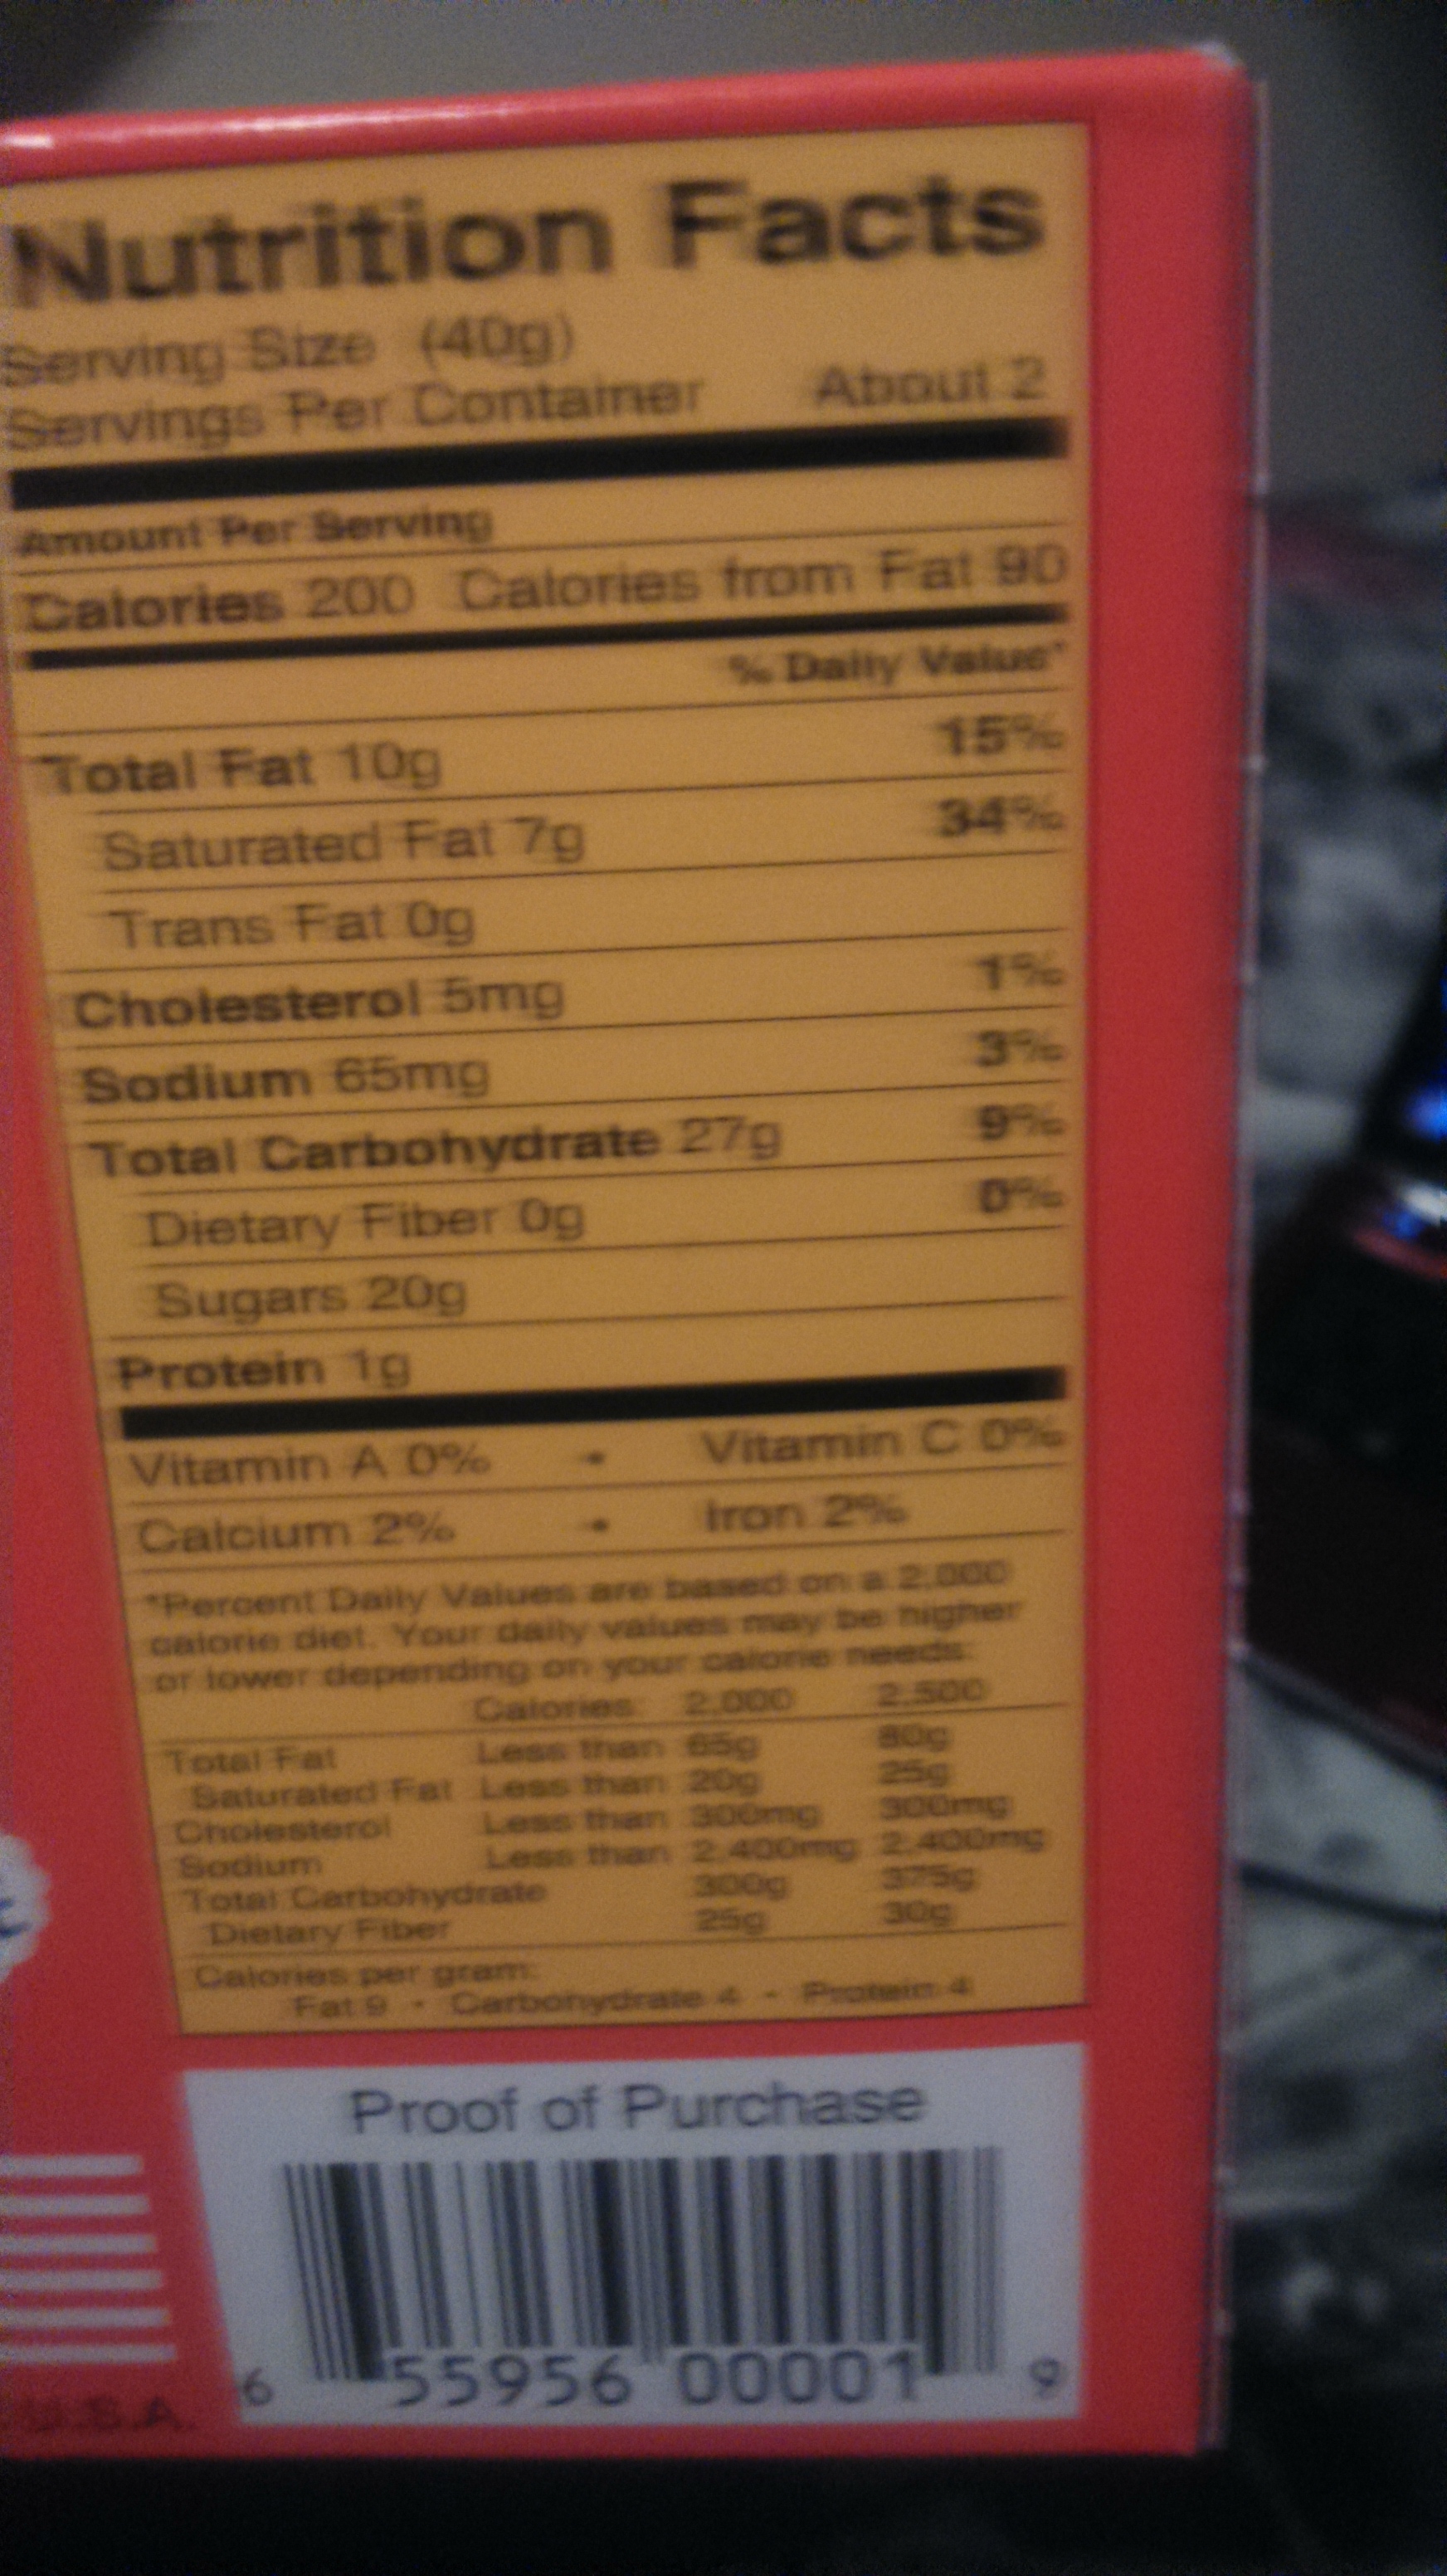 Nutrition Facts
Serving Size (40g)
Servings Per Container About 2
Amount Per Serving
Calories 200 Calories from Fat 90
% Daily Value*
Total Fat 10g 15%
Saturated Fat 7g 34%
Trans Fat 0g
Cholesterol 5mg 1%
Sodium 65mg 3%
Total Carbohydrate 27g 9%
Dietary Fiber 0g 0%
Sugars 20g
Protein 1g
Vitamin A 0% • Vitamin C 0%
Calcium 2% • Iron 2%
*Percent Daily Values are based on a 2,000
calorie diet. Your daily values may be higher
or lower depending on your calorie needs:
Calories: 2,000 2,500
Total Fat Less than 65g 80g
Saturated Fat Less than 20g 25g
Cholesterol Less than 300mg 300mg
Sodium Less than 2,400mg 2,400mg
Total Carbohydrate 300g 375g
Dietary Fiber 25g 30g
Calories per gram:
Fat 9 • Carbohydrate 4 • Protein 4
Proof of Purchase
6 55956 00001 9
U.S.A.